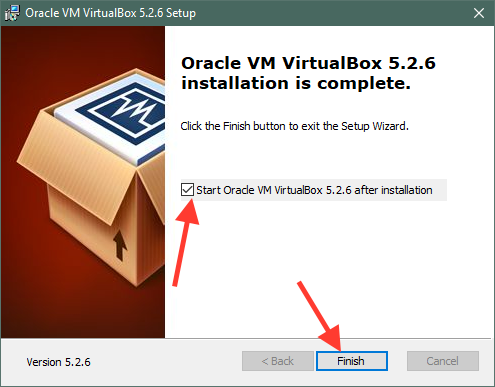 Oracle VM VirtualBox 5.2.6 Setup
Oracle VM VirtualBox 5.2.6
installation is complete.
Click the Finish button to exit the Setup Wizard.
Start Oracle VM VirtualBox 5.2.6 after installation
Version 5.2.6
< Back
Finish
Cancel